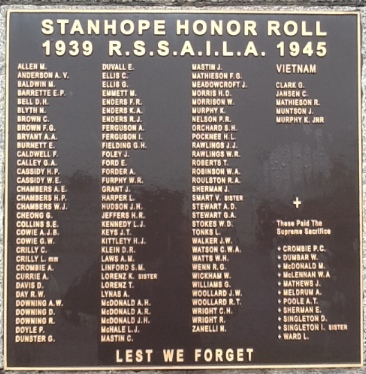 STANHOPE HONOR ROLL
1939 R.S.S.A.I.L.A. 1945
ALLEN M.
ANDERSON A. V.
BALDWIN M.
BARRETTE E.P.
BELL D.H.
BLYTH M.
BROWN C.
BROWN F.G.
BRYANT A.A.
BURNETT E.
CALDWELL F.
CALLEY G.A.
CASSIDY H.P.
CASSIDY W.E.
CHAMBERS A.E.
CHAMBERS H.P.
CHAMBERS W.J.
CHEONG G.
COLLINS S.E.
COWIE A.J.G.
COWIE G.W.
CRILLY C.
CRILLY L. MM
CROMBIE A.
CURRIE A.
DAVIS D.
DAY R.W.
DOWNING A.W.
DOWNING D.
DOWNING R.
DOYLE P.
DUNSTER G.
DUVALL E.
ELLIS C.
ELLIS G.
EMMETT M.
ENDERS F.R.
ENDERS K.A.
ENDERS R.J.
FERGUSON A.
FERGUSON I.
FIELDING G.H.
FOLEY J.
FORD E.
FORDER A.
FURPHY W.R.
GRANT J.
HARPER L.
HUDSON J.H.
JEFFERS H.R.
KENNEDY L.J.
KEYS J.T.
KITTLETY H.J.
KLEIN D.R.
LAWS A.M.
LINFORD S.M.
LORENZ K. SISTER
LORENZ T.
LYNAS A.
McDONALD A.H.
McDONALD A.R.
McDONALD J.H.
McHALE L.J.
MASTIN C.
MASTIN J.
MATHIESON F.G.
MEADOWCROFT J.
MORRIS H.D.
MORRISON W.
MURPHY K.
NELSON P.R.
ORCHARD S.H.
POCKNEE H.L.
RAWLINGS J.J.
RAWLINGS W.R.
ROBERTS T.
ROBINSON W.A.
ROULSTON R.A.
SHERMAN J.
SMART V. SISTER
STEWART A.D.
STEWART G.A.
STOKES W.D.
TONKS L.
WALKER J.W.
WATSON C.W.A.
WATTS W.H.
WENN R.G.
WICKHAM W.
WILLIAMS G.
WOOLLARD J.W.
WOOLLARD R.T.
WRIGHT C.H.
WRIGHT R.
ZANELLI N.
VIETNAM
CLARK G.
JANSEN C.
MATHIESON R.
MUNTSON J.
MURPHY K. JNR
These Paid The
Supreme Sacrifice
CROMBIE P.C.
DUMBAR W.
McDONALD M.
McLENNAN W.A
MATHEWS J.
MELDRUM A.
POOLE A.T.
SHERMAN E.
SINGLETON D.
SINGLETON I. SISTER
WARD L.
LEST WE FORGET